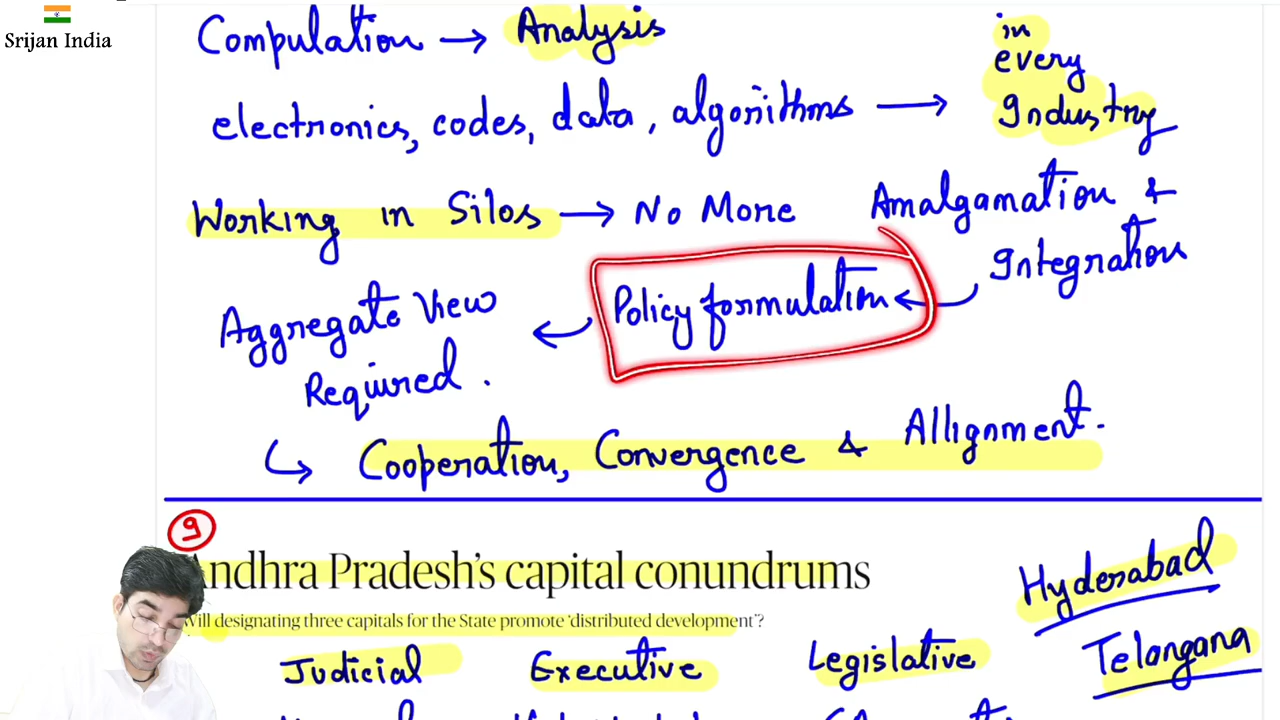 Srijan India
Compulation → Analysis
in
every
Industry
electronics, codes, data, algorithms →
Working in Silos → No More
Amalgamation &
Integration
Policy formulation ←
Aggregate View
Required.
↳ Cooperation, Convergence & Allignment.
9
Andhra Pradesh's capital conundrums
Will designating three capitals for the State promote 'distributed development'?
Hyderabad
Telangana
Judicial Executive Legislative